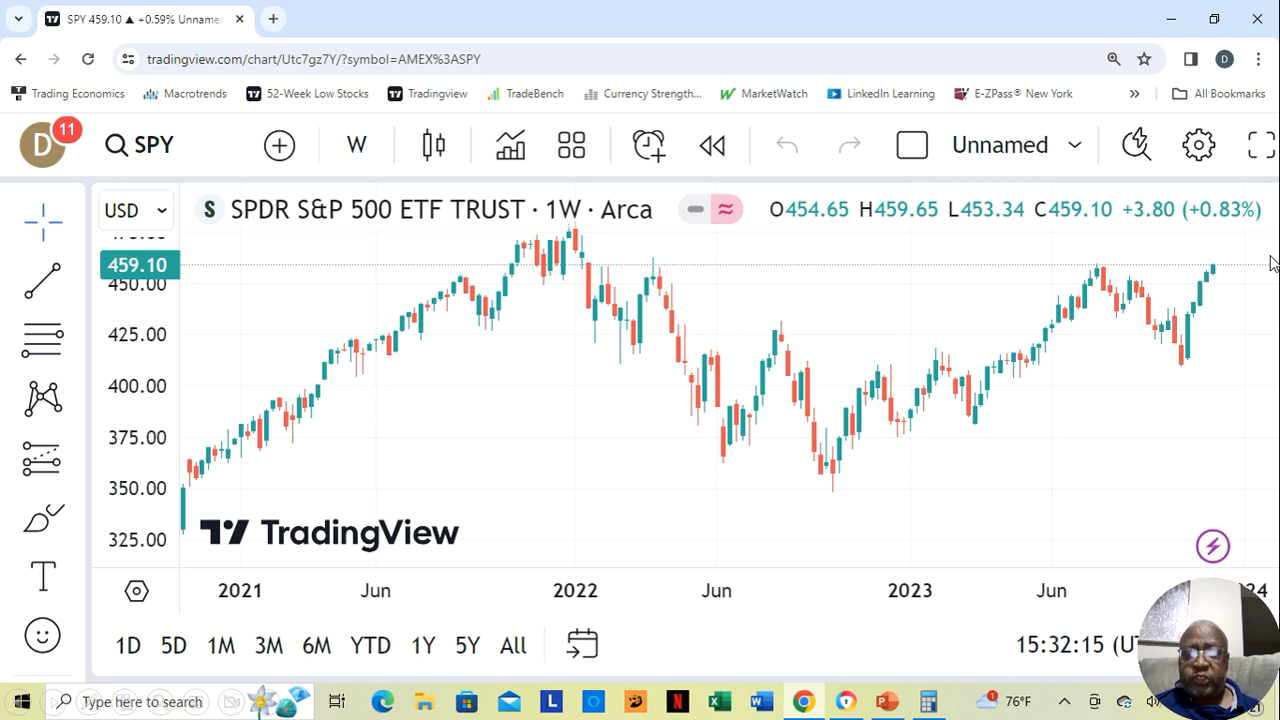 SPY 459.10 ▲ +0.59% Unname
tradingview.com/chart/Utc7gz7Y/?symbol=AMEX%3ASPY
D
Trading Economics
Macrotrends
52-Week Low Stocks
Tradingview
TradeBench
Currency Strength...
MarketWatch
LinkedIn Learning
E-ZPass® New York
»
All Bookmarks
D
11
SPY
W
Unnamed
USD
S
SPDR S&P 500 ETF TRUST · 1W · Arca
O454.65 H459.65 L453.34 C459.10 +3.80 (+0.83%)
459.10
450.00
425.00
400.00
375.00
350.00
325.00
TradingView
2021 Jun 2022 Jun 2023 Jun
1D 5D 1M 3M 6M YTD 1Y 5Y All
15:32:15
Type here to search
76°F